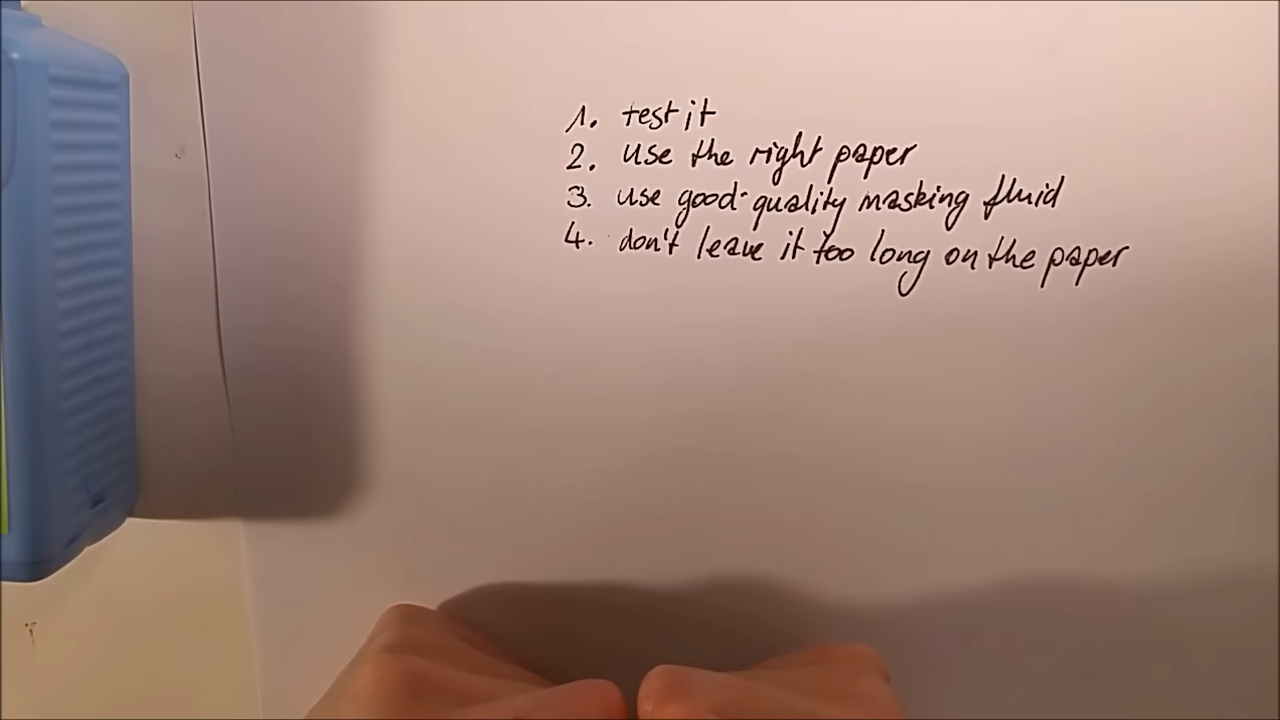 1. test it
2. use the right paper
3. use good-quality masking fluid
4. don't leave it too long on the paper